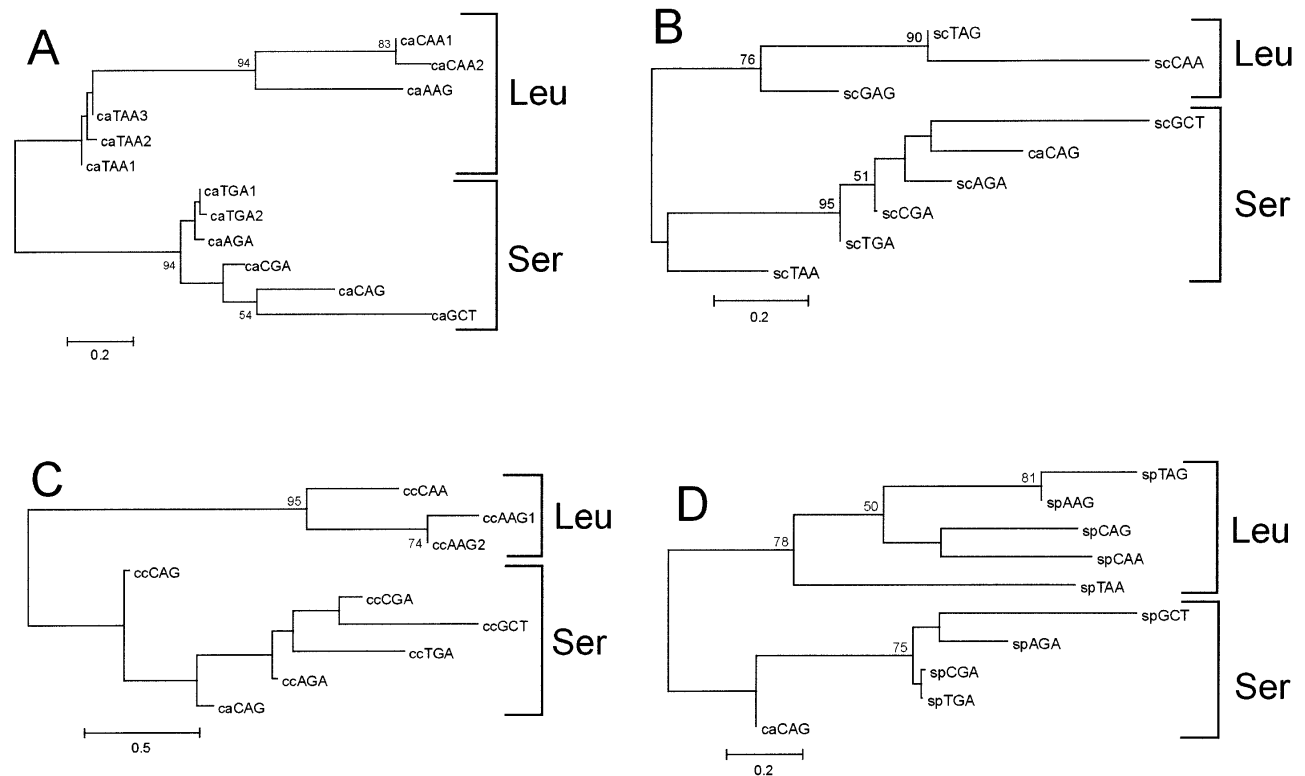 A
83
caCAA1
caCAA2
94
caAAG
Leu
caTAA3
caTAA2
caTAA1
caTGA1
caTGA2
caAGA
94
caCGA
caCAG
54
caGCT
Ser
0.2
B
90
scTAG
scCAA
76
scGAG
Leu
scGCT
caCAG
scAGA
51
scCGA
95
scTGA
scTAA
Ser
0.2
C
95
ccCAA
ccAAG1
74
ccAAG2
Leu
ccCAG
ccCGA
ccGCT
ccTGA
ccAGA
caCAG
Ser
0.5
D
81
spTAG
spAAG
50
spCAG
spCAA
78
spTAA
Leu
spGCT
75
spAGA
spCGA
spTGA
caCAG
Ser
0.2